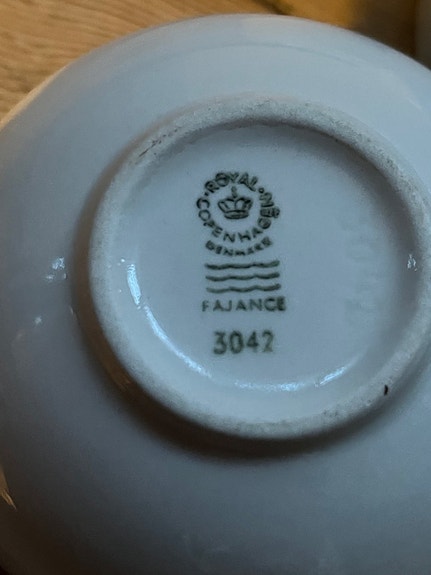 ROYAL
COPENHAGEN
DENMARK
FAJANCE
3042